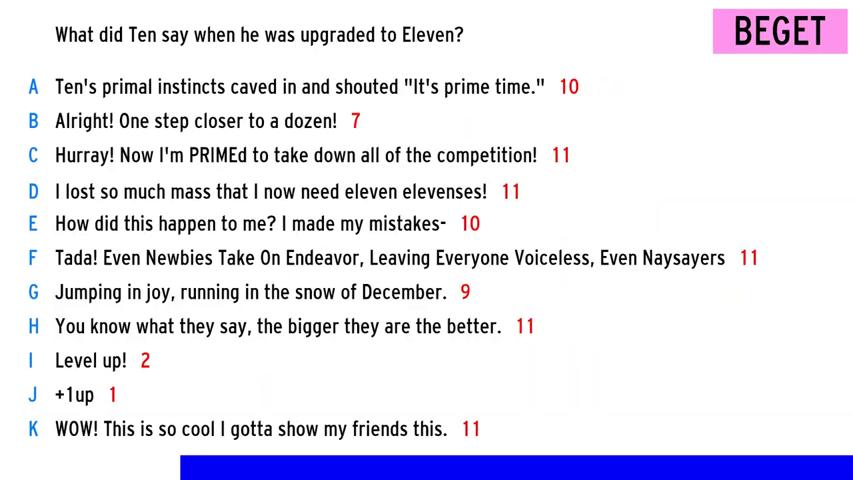 What did Ten say when he was upgraded to Eleven?
BEGET
A Ten's primal instincts caved in and shouted "It's prime time." 10
B Alright! One step closer to a dozen! 7
C Hurray! Now I'm PRIMEd to take down all of the competition! 11
D I lost so much mass that I now need eleven elevenses! 11
E How did this happen to me? I made my mistakes- 10
F Tada! Even Newbies Take On Endeavor, Leaving Everyone Voiceless, Even Naysayers 11
G Jumping in joy, running in the snow of December. 9
H You know what they say, the bigger they are the better. 11
I Level up! 2
J +1up 1
K WOW! This is so cool I gotta show my friends this. 11